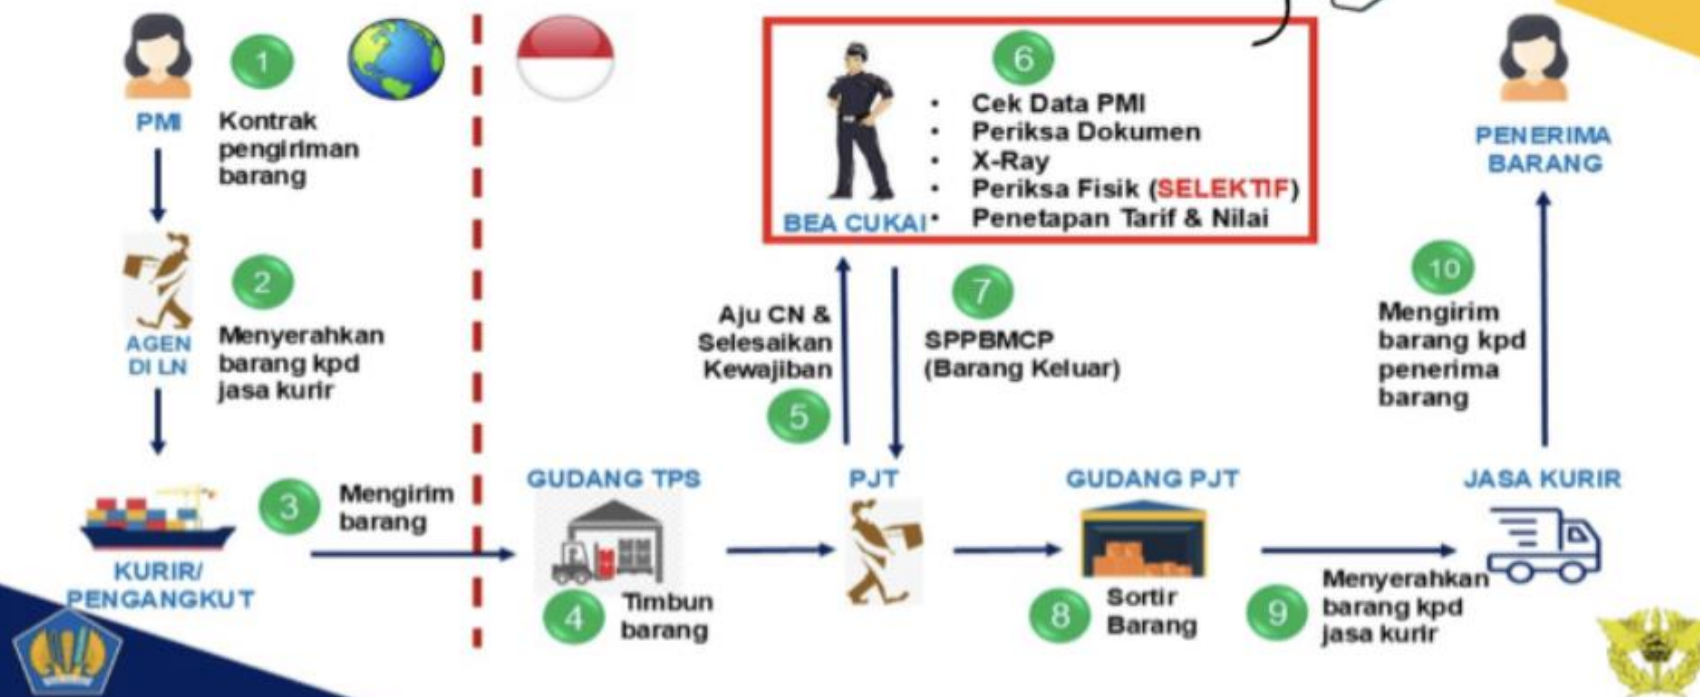 1
PMI
Kontrak
pengiriman
barang
2
AGEN
DI LN
Menyerahkan
barang kpd
jasa kurir
3
Mengirim
barang
KURIR/
PENGANGKUT
GUDANG TPS
4
Timbun
barang
PJT
5
Aju CN &
Selesaikan
Kewajiban
6
BEA CUKAI
• Cek Data PMI
• Periksa Dokumen
• X-Ray
• Periksa Fisik (SELEKTIF)
• Penetapan Tarif & Nilai
7
SPPBMCP
(Barang Keluar)
GUDANG PJT
8
Sortir
Barang
9
Menyerahkan
barang kpd
jasa kurir
JASA KURIR
10
Mengirim
barang kpd
penerima
barang
PENERIMA
BARANG